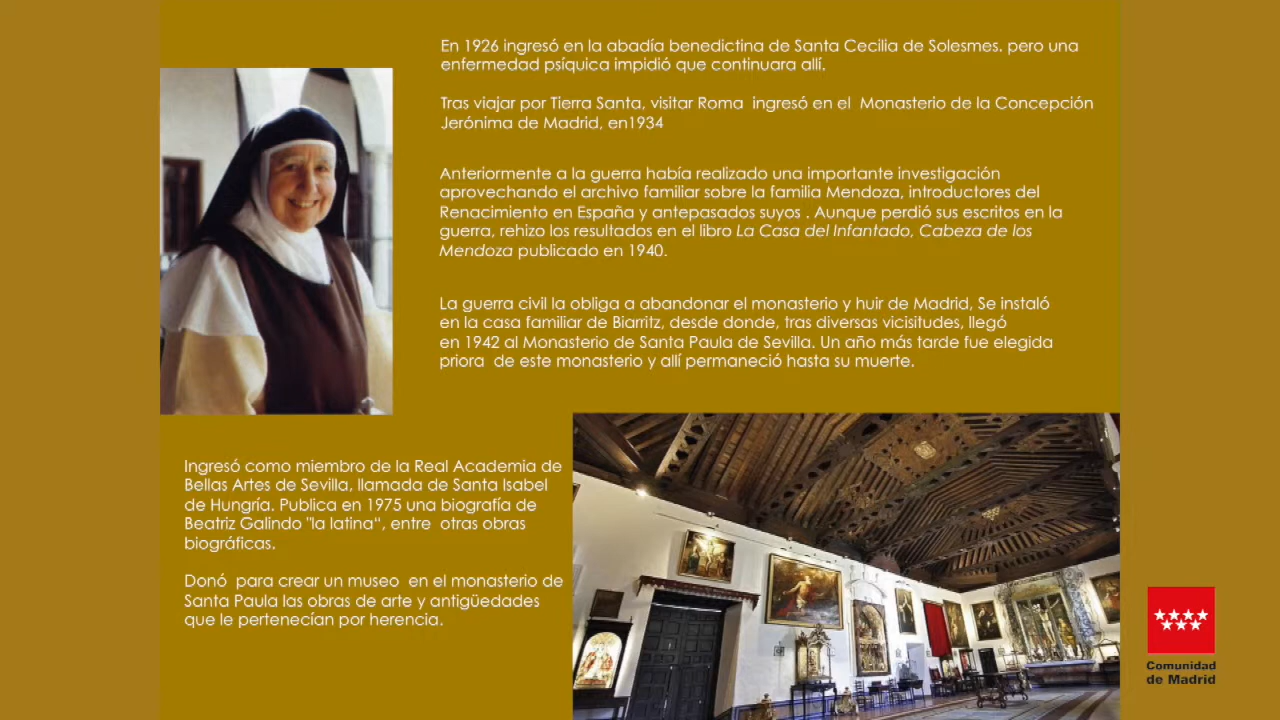 En 1926 ingresó en la abadía benedictina de Santa Cecilia de Solesmes. pero una
enfermedad psíquica impidió que continuara allí.
Tras viajar por Tierra Santa, visitar Roma  ingresó en el  Monasterio de la Concepción
Jerónima de Madrid, en1934
Anteriormente a la guerra había realizado una importante investigación
aprovechando el archivo familiar sobre la familia Mendoza, introductores del
Renacimiento en España y antepasados suyos . Aunque perdió sus escritos en la
guerra, rehizo los resultados en el libro La Casa del Infantado, Cabeza de los
Mendoza publicado en 1940.
La guerra civil la obliga a abandonar el monasterio y huir de Madrid, Se instaló
en la casa familiar de Biarritz, desde donde, tras diversas vicisitudes, llegó
en 1942 al Monasterio de Santa Paula de Sevilla. Un año más tarde fue elegida
priora  de este monasterio y allí permaneció hasta su muerte.
Ingresó como miembro de la Real Academia de
Bellas Artes de Sevilla, llamada de Santa Isabel
de Hungría. Publica en 1975 una biografía de
Beatriz Galindo "la latina“, entre  otras obras
biográficas.
Donó  para crear un museo  en el monasterio de
Santa Paula las obras de arte y antigüedades
que le pertenecían por herencia.
Comunidad
de Madrid